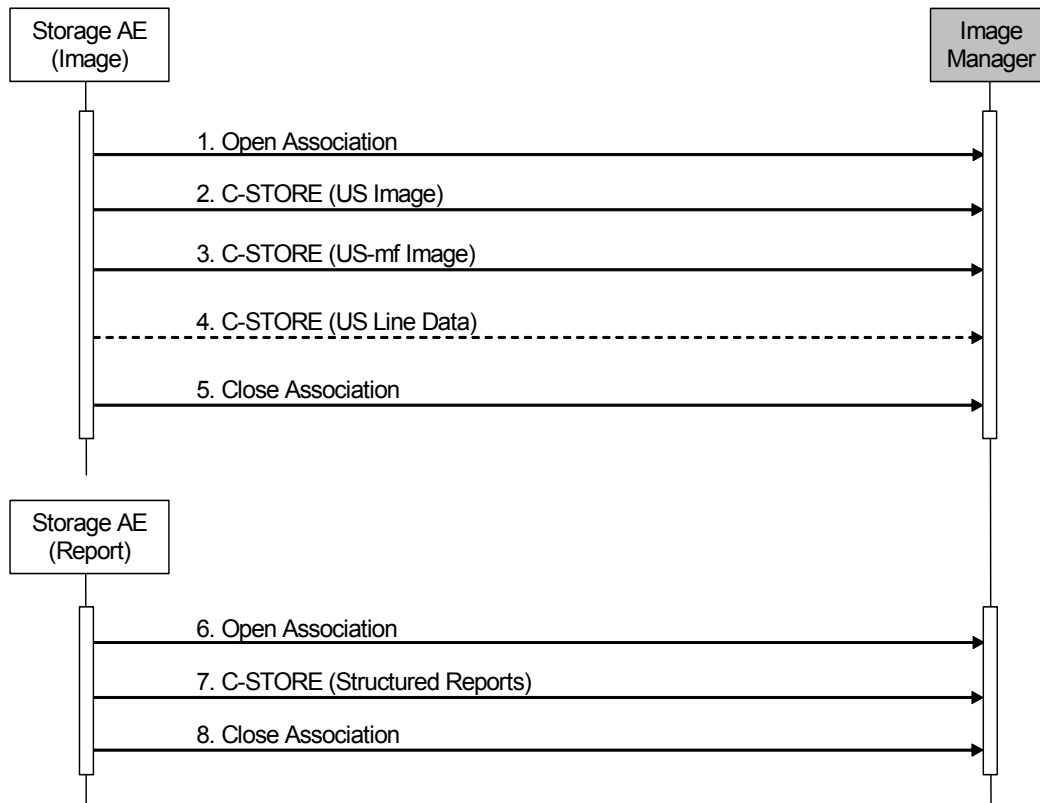 Storage AE
(Image)
Image
Manager
1. Open Association
2. C-STORE (US Image)
3. C-STORE (US-mf Image)
4. C-STORE (US Line Data)
5. Close Association
Storage AE
(Report)
6. Open Association
7. C-STORE (Structured Reports)
8. Close Association